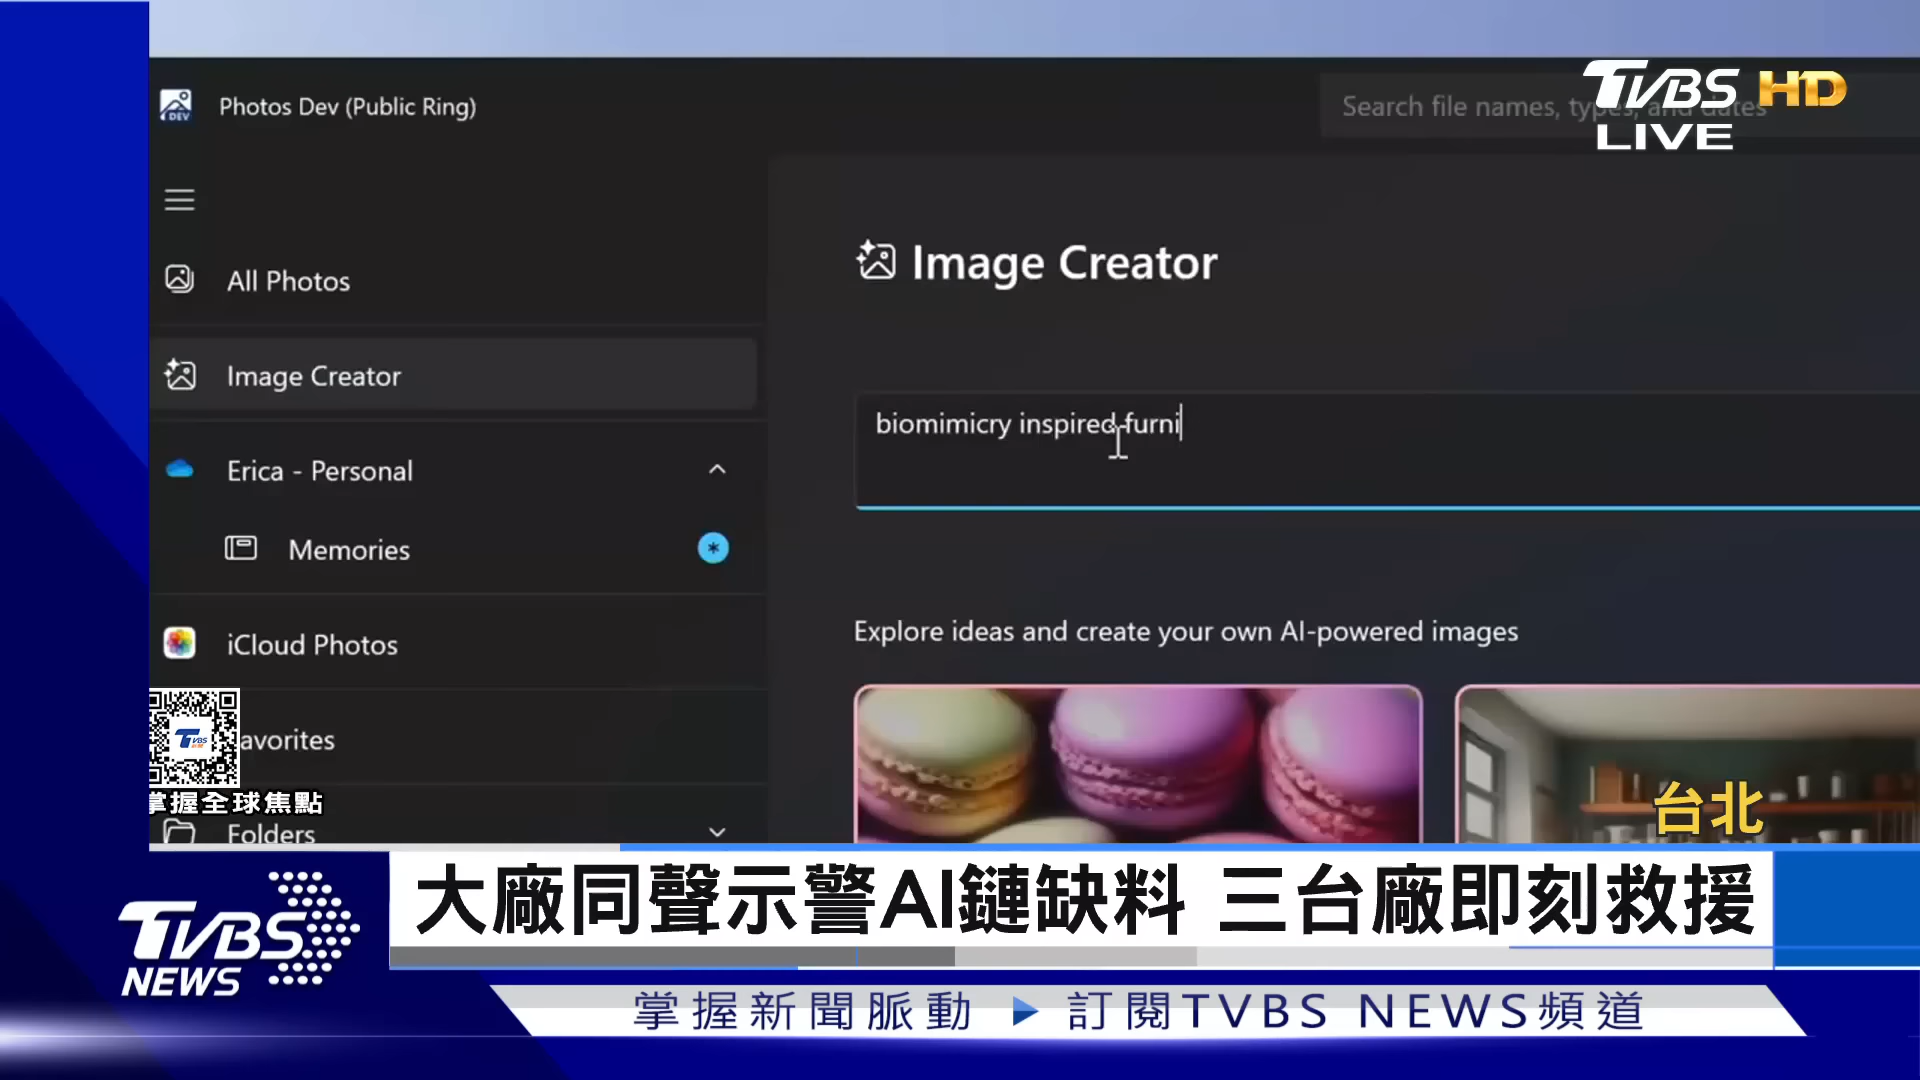 TVBS HD
LIVE
Photos Dev (Public Ring)
Search file names, types, and dates
DEV
All Photos
Image Creator
Image Creator
biomimicry inspired furni
Erica - Personal
Memories
iCloud Photos
Explore ideas and create your own AI-powered images
avorites
TVBS
掌握全球焦點
Folders
台北
大廠同聲示警AI鏈缺料 三台廠即刻救援
TVBS
NEWS
掌握新聞脈動 ▶ 訂閱TVBS NEWS頻道